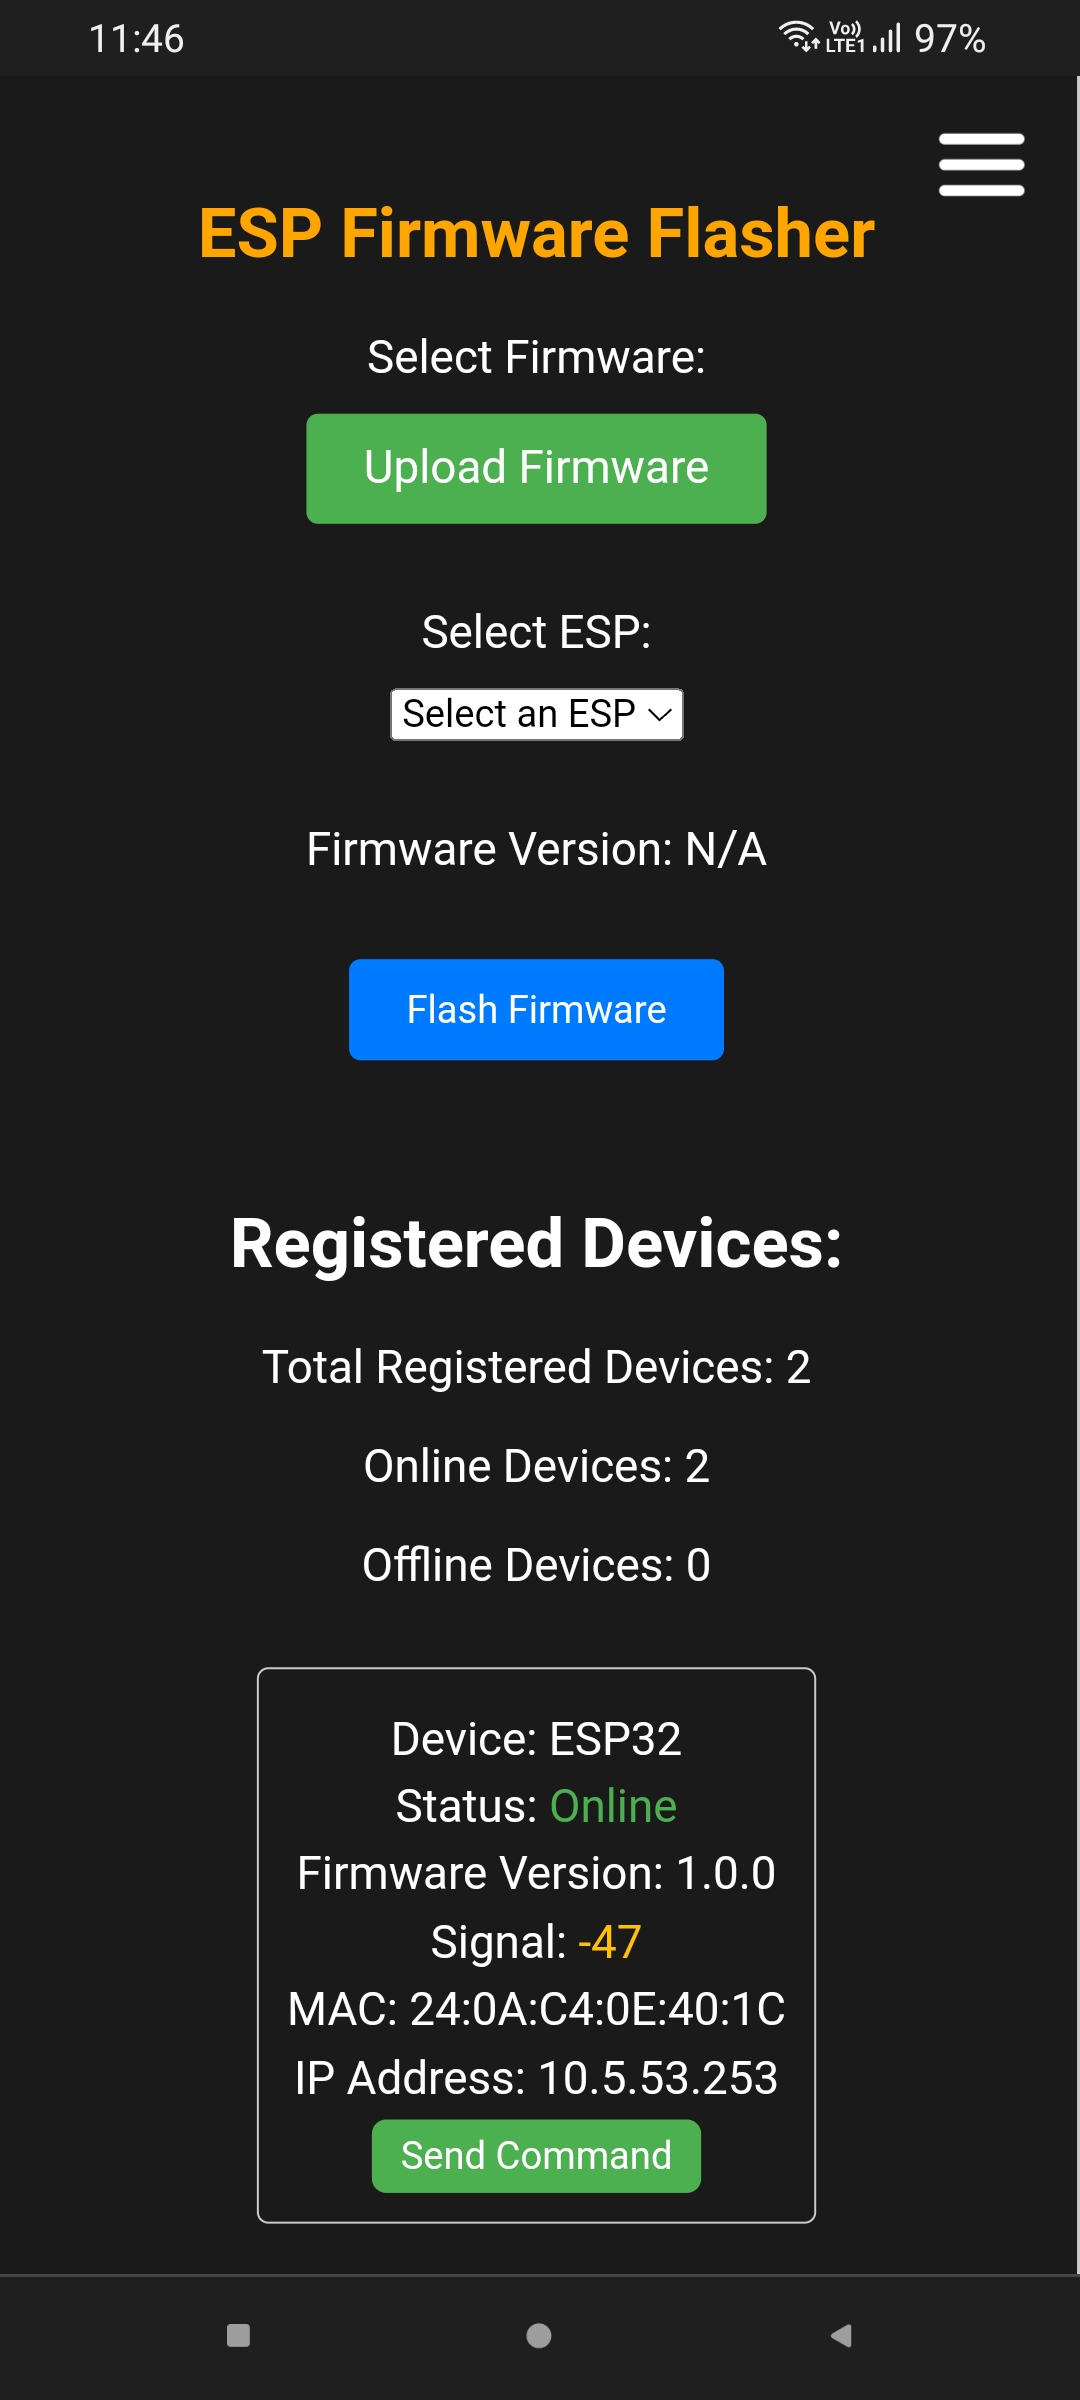 11:46
Vo)) LTE1 97%
ESP Firmware Flasher
Select Firmware:
Upload Firmware
Select ESP:
Select an ESP
Firmware Version: N/A
Flash Firmware
Registered Devices:
Total Registered Devices: 2
Online Devices: 2
Offline Devices: 0
Device: ESP32
Status: Online
Firmware Version: 1.0.0
Signal: -47
MAC: 24:0A:C4:0E:40:1C
IP Address: 10.5.53.253
Send Command